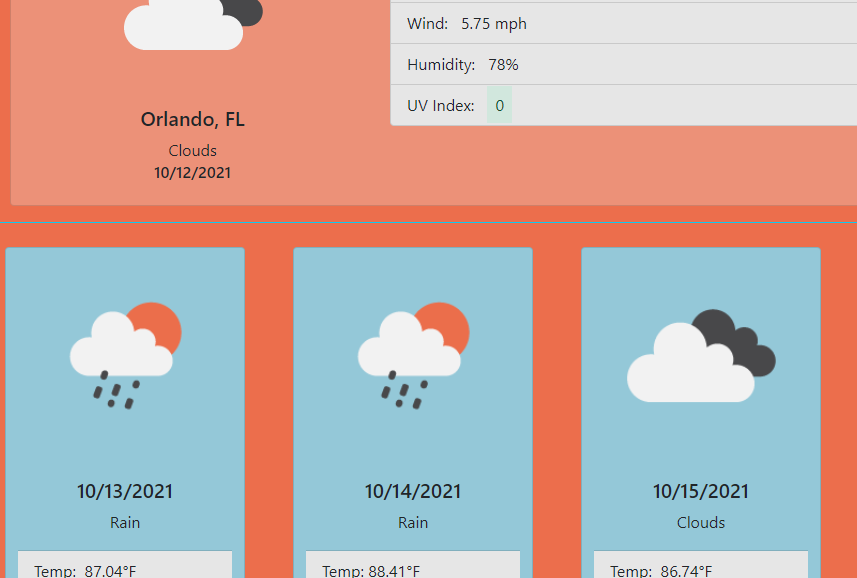 Wind: 5.75 mph
Humidity: 78%
UV Index: 0
Orlando, FL
Clouds
10/12/2021
10/13/2021
Rain
Temp: 87.04°F
10/14/2021
Rain
Temp: 88.41°F
10/15/2021
Clouds
Temp: 86.74°F